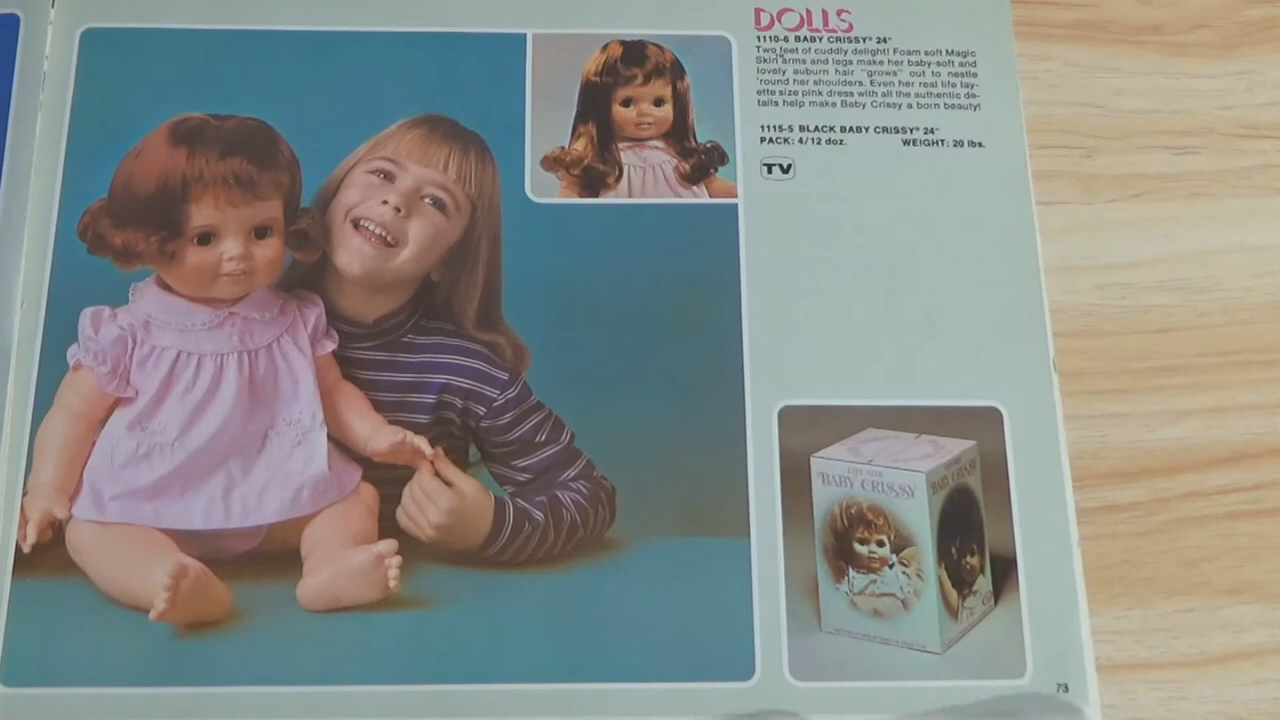 DOLLS
1110-6 BABY CRISSY® 24"
Two feet of cuddly delight! Foam soft Magic
Skin™ arms and legs make her baby-soft and
lovely auburn hair "grows" out to nestle
'round her shoulders. Even her real life lay-
ette size pink dress with all the authentic de-
tails help make Baby Crissy a born beauty!
1115-5 BLACK BABY CRISSY® 24"
PACK: 4/12 doz. WEIGHT: 20 lbs.
TV
LIFE SIZE
BABY CRISSY
BABY CRISSY
73